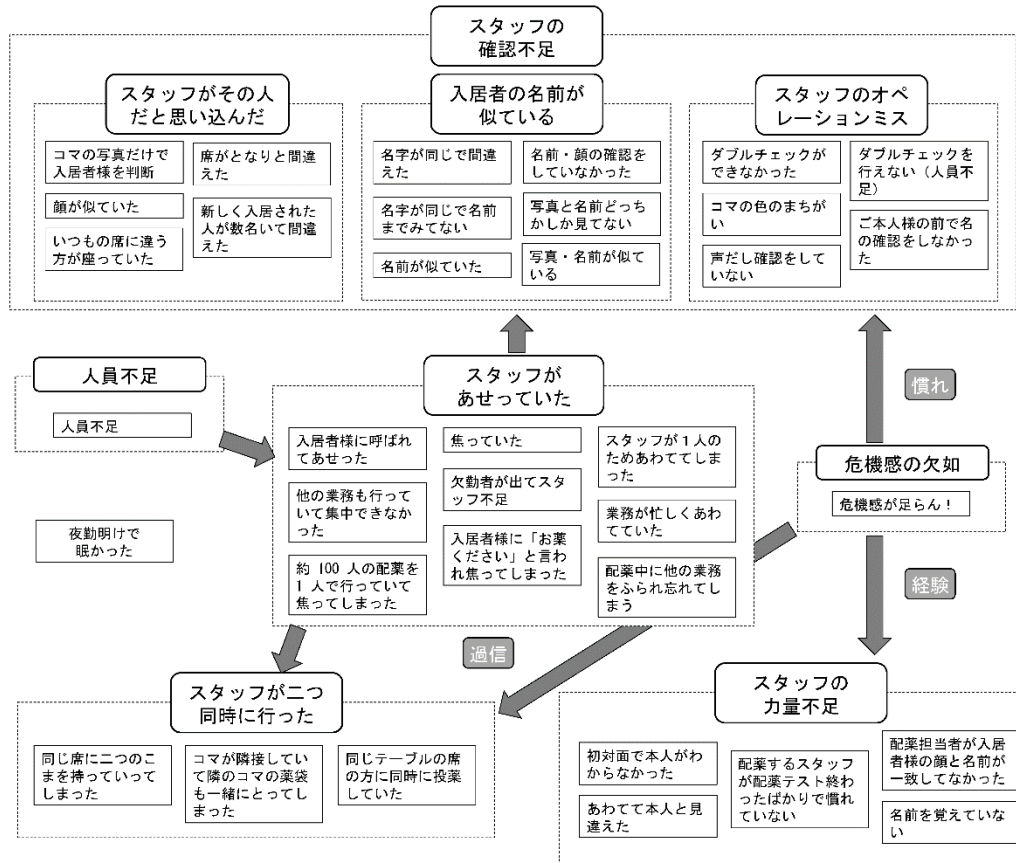 スタッフの
確認不足
スタッフがその人
だと思い込んだ
コマの写真だけで
入居者様を判断
顔が似ていた
いつもの席に違う
方が座っていた
席がとなりと間違
えた
新しく入居された
人が数名いて間違
えた
入居者の名前が
似ている
名字が同じで間違
えた
名字が同じで名前
までみてない
名前が似ていた
名前・顔の確認を
していなかった
写真と名前どっち
かしか見てない
写真・名前が似て
いる
スタッフのオペ
レーションミス
ダブルチェックが
できなかった
コマの色のまちが
い
声だし確認をして
いない
ダブルチェックを
行えない（人員不
足）
ご本人様の前で名
の確認をしなかっ
た
人員不足
人員不足
夜勤明けで
眠かった
スタッフが
あせっていた
入居者様に呼ばれ
てあせった
他の業務も行って
いて集中できなか
った
約 100 人の配薬を
1 人で行っていて
焦ってしまった
焦っていた
欠勤者が出てスタ
ッフ不足
入居者様に「お薬
ください」と言わ
れ焦ってしまった
スタッフが 1 人の
ためあわててしま
った
業務が忙しくあわ
てていた
配薬中に他の業務
をふられ忘れてし
まう
慣れ
危機感の欠如
危機感が足らん！
経験
過信
スタッフが二つ
同時に行った
同じ席に二つのこ
まを持っていって
しまった
コマが隣接してい
て隣のコマの薬袋
も一緒にとってし
まった
同じテーブルの席
の方に同時に投薬
していた
スタッフの
力量不足
初対面で本人がわ
からなかった
あわてて本人と見
違えた
配薬するスタッフ
が配薬テスト終わ
ったばかりで慣れ
ていない
配薬担当者が入居
者様の顔と名前が
一致してなかった
名前を覚えていな
い